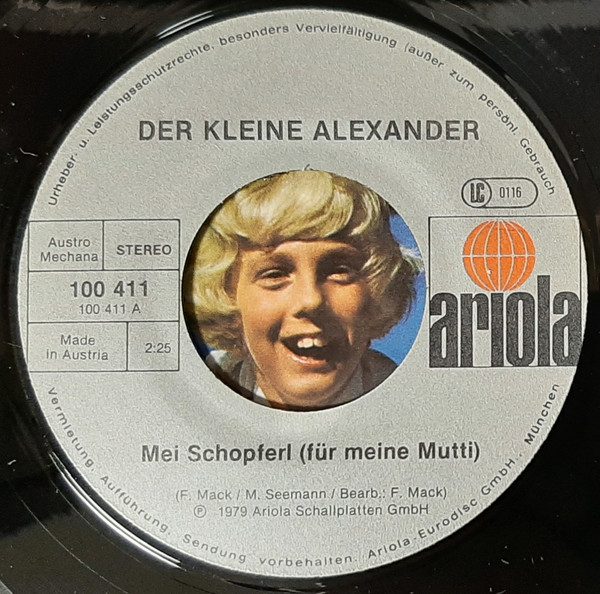 Urheber- u. Leistungsschutzrechte, besonders Vervielfältigung (außer zum persönl. Gebrauch
DER KLEINE ALEXANDER
LC 0116
Austro
Mechana
STEREO
100 411
100 411 A
Made
in Austria
2:25
ariola
Mei Schopferl (für meine Mutti)
(F. Mack / M. Seemann / Bearb.: F. Mack)
℗ 1979 Ariola Schallplatten GmbH
Vermietung, Aufführung, Sendung vorbehalten. Ariola-Eurodisc GmbH., München